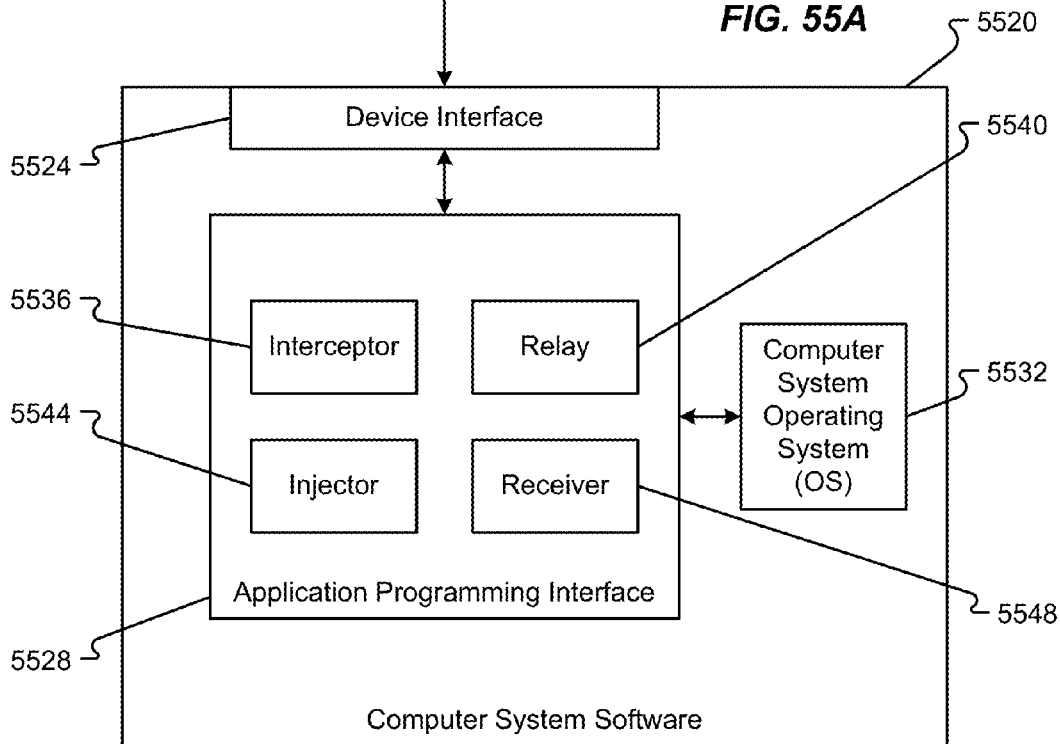 FIG. 55A
5520
Device Interface
5540
5524
5536
Interceptor
Relay
Computer
System
Operating
System
(OS)
5532
5544
Injector
Receiver
Application Programming Interface
5548
5528
Computer System Software